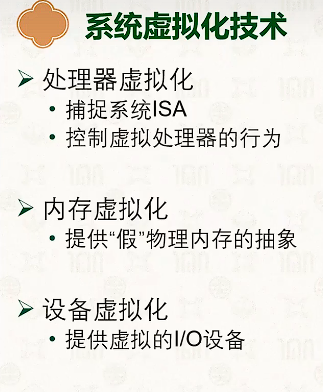 系统虚拟化技术
➢ 处理器虚拟化
• 捕捉系统ISA
• 控制虚拟处理器的行为
➢ 内存虚拟化
• 提供“假”物理内存的抽象
➢ 设备虚拟化
• 提供虚拟的I/O设备